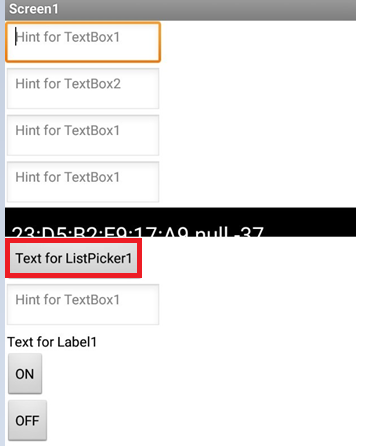 Screen1
Hint for TextBox1
Hint for TextBox2
Hint for TextBox1
Hint for TextBox1
23:D5:B2:E9:17:A9 null -37
Text for ListPicker1
Hint for TextBox1
Text for Label1
ON
OFF